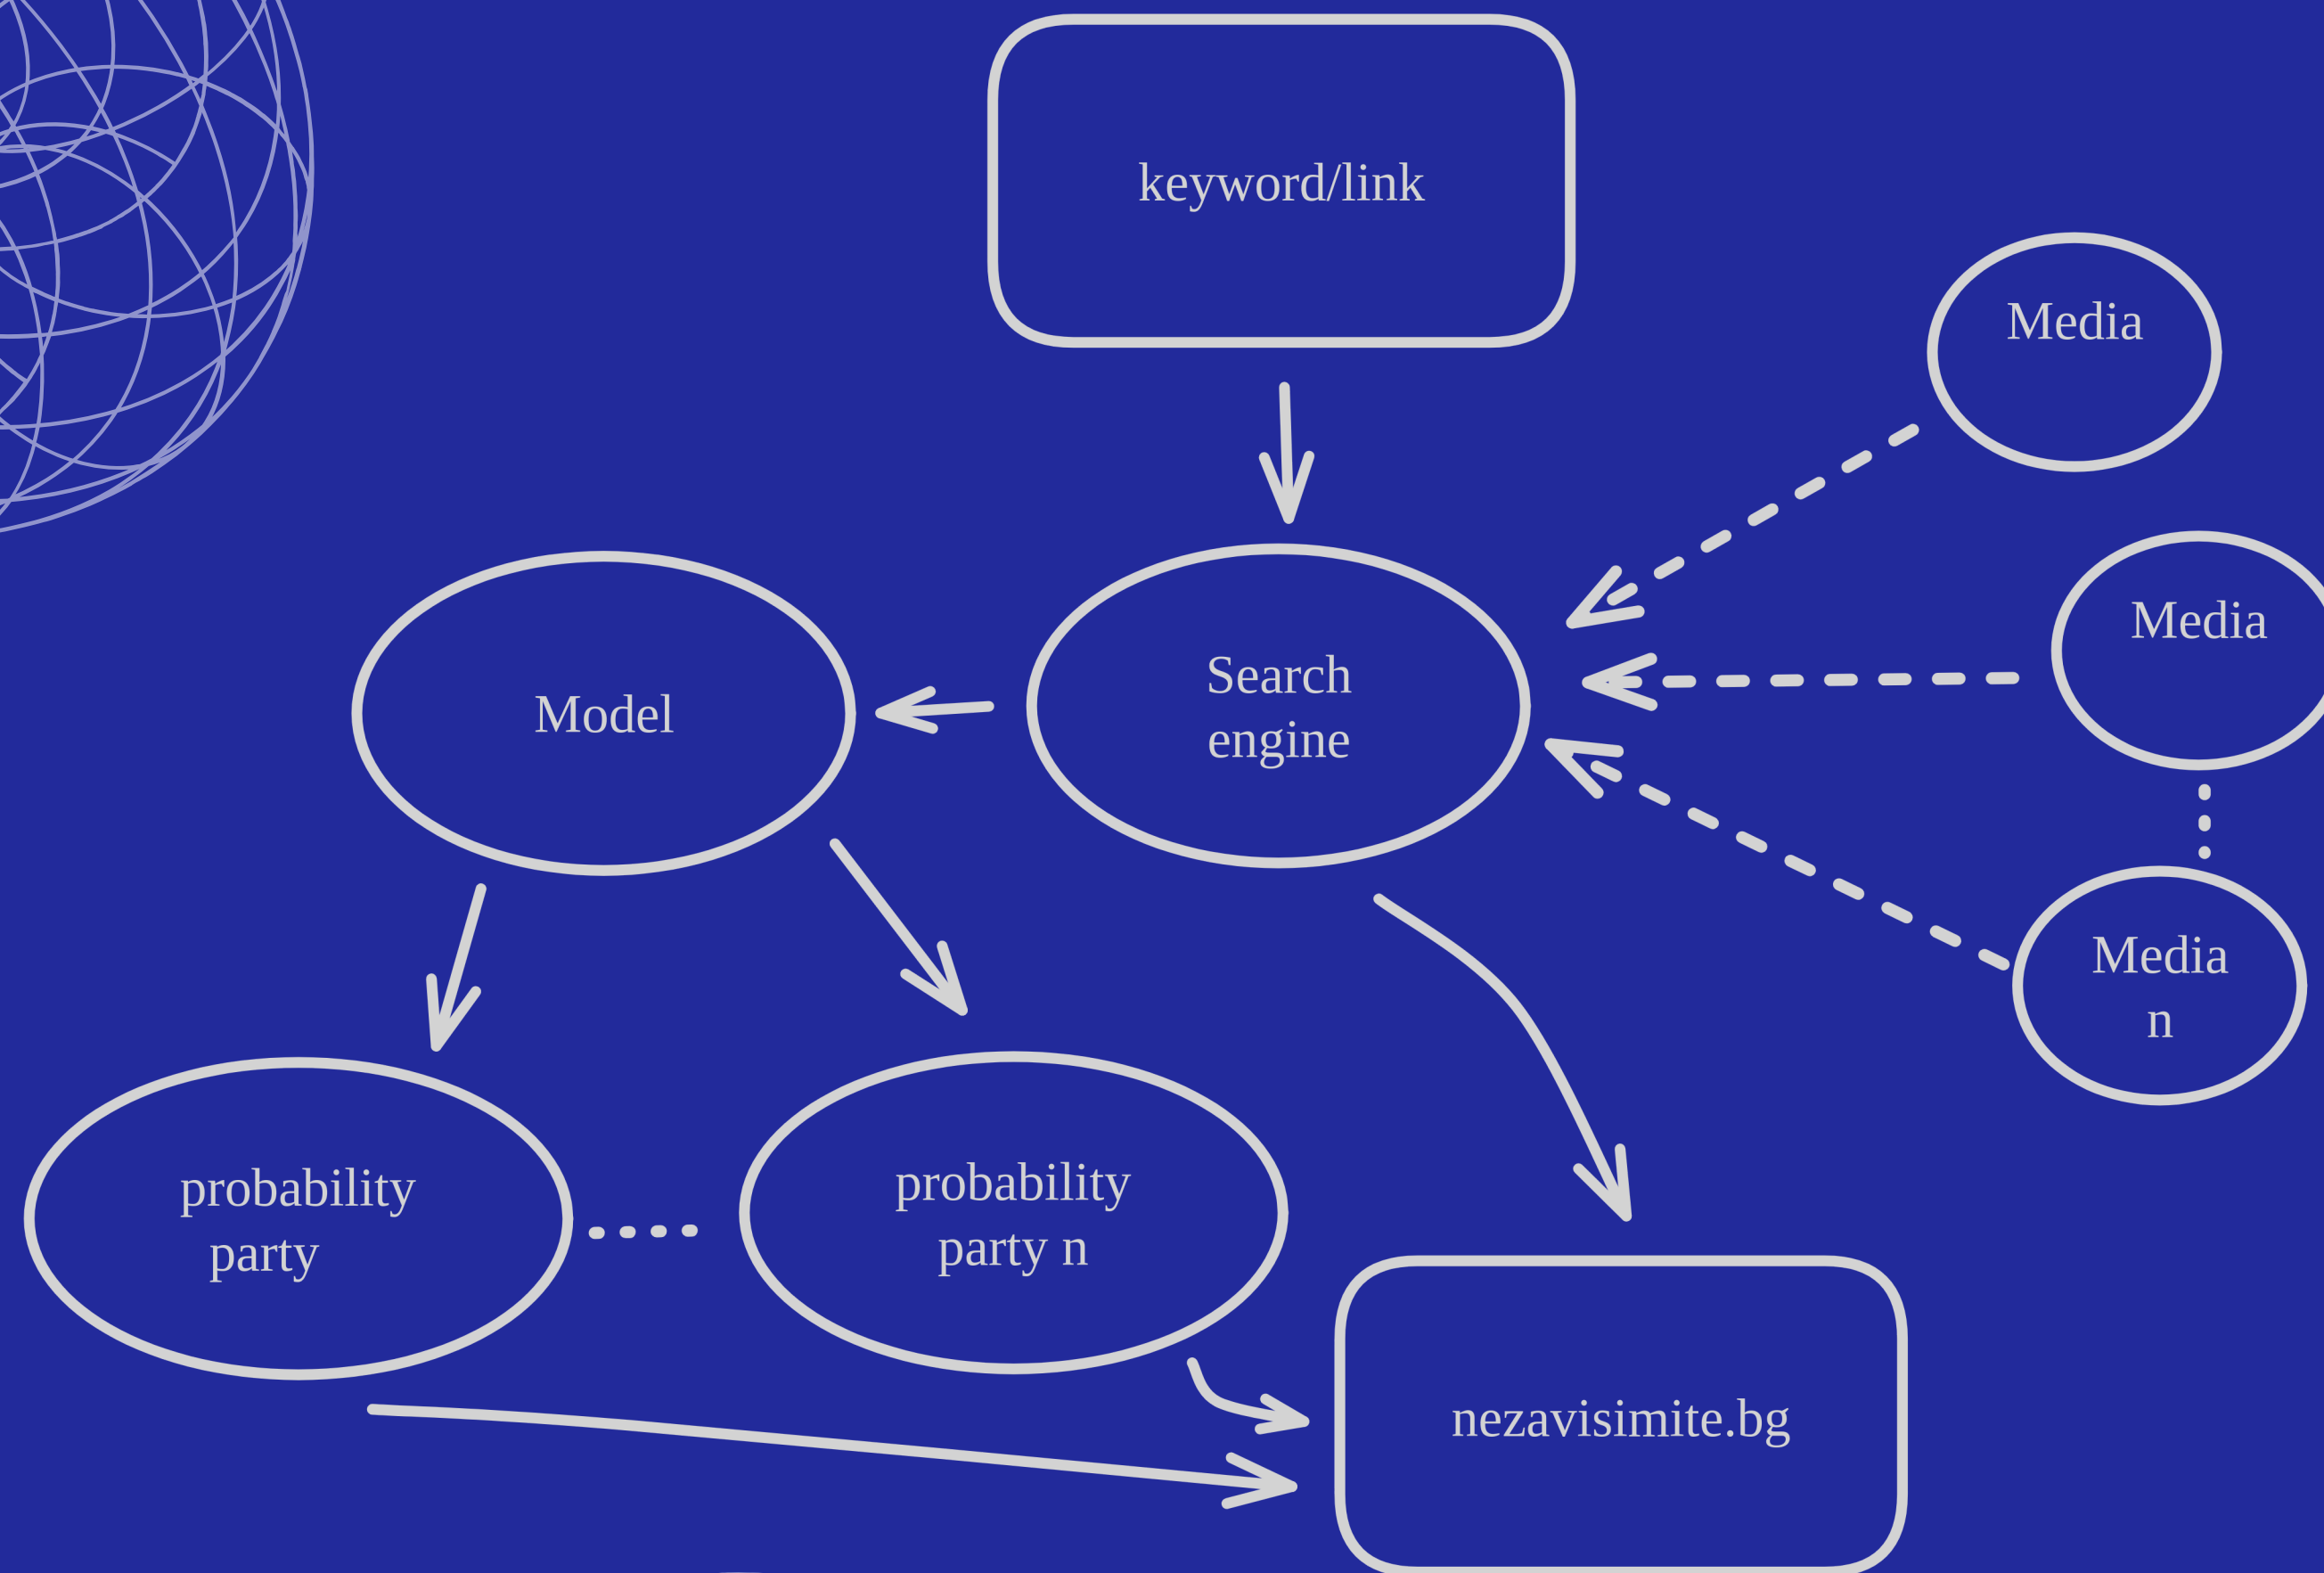 keyword/link
Media
Media
Search
engine
Model
Media
n
probability
party
probability
party n
nezavisimite.bg